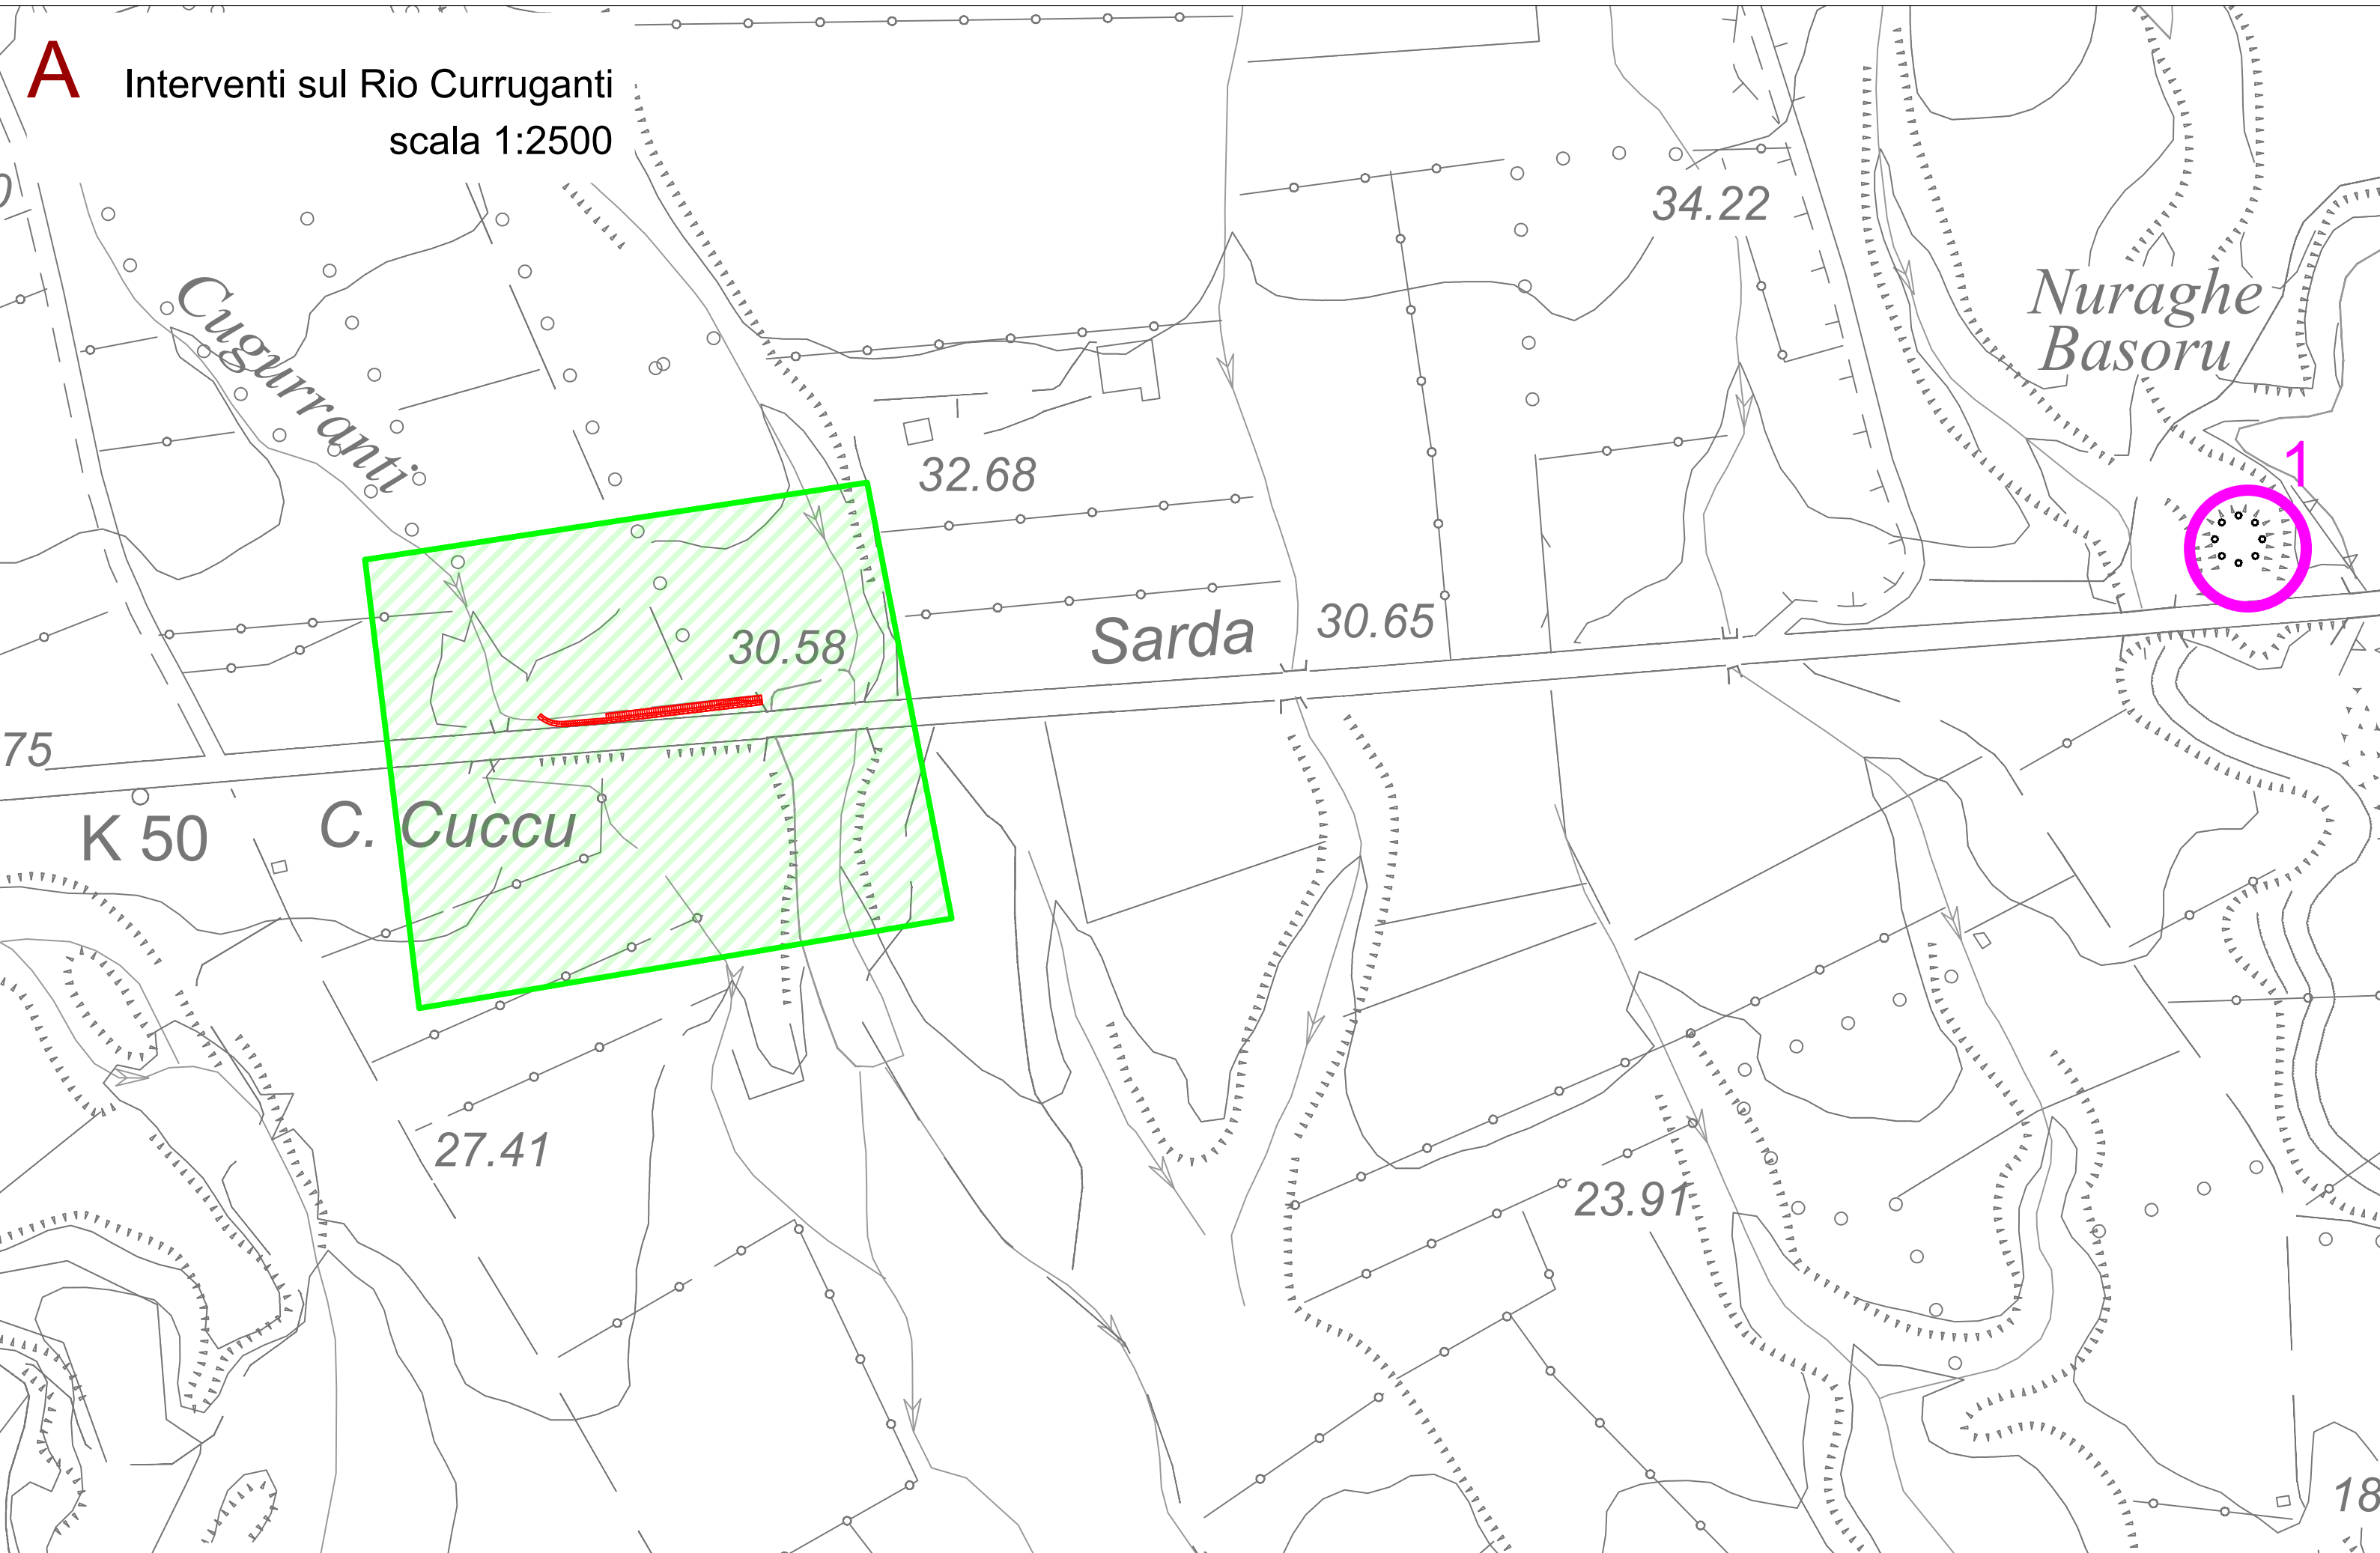 A
Interventi sul Rio Curruganti
scala 1:2500
34.22
Cugurranti
Nuraghe
Basoru
32.68
1
30.58
Sarda
30.65
75
K 50
C. Cuccu
27.41
23.91
18